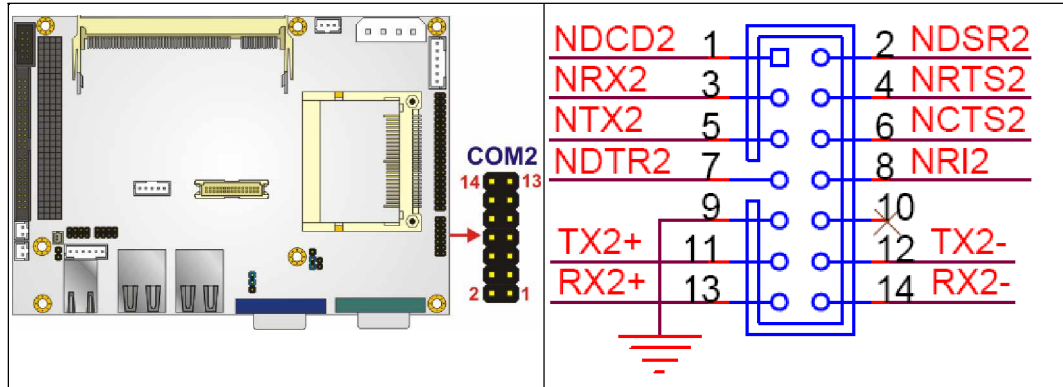 COM2
14 13
2 1
NDCD2 1 2 NDSR2
NRX2 3 4 NRTS2
NTX2 5 6 NCTS2
NDTR2 7 8 NRI2
9 10
TX2+ 11 12 TX2-
RX2+ 13 14 RX2-